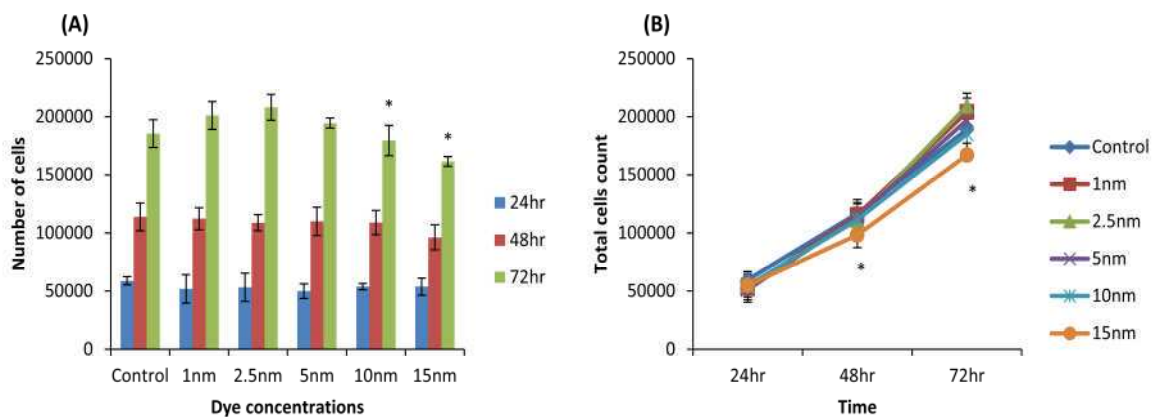 (A)
250000
200000
150000
100000
50000
0
Number of cells
* *
Control 1nm 2.5nm 5nm 10nm 15nm
Dye concentrations
24hr
48hr
72hr
(B)
250000
200000
150000
100000
50000
0
Total cells count
*
*
24hr 48hr 72hr
Time
Control
1nm
2.5nm
5nm
10nm
15nm